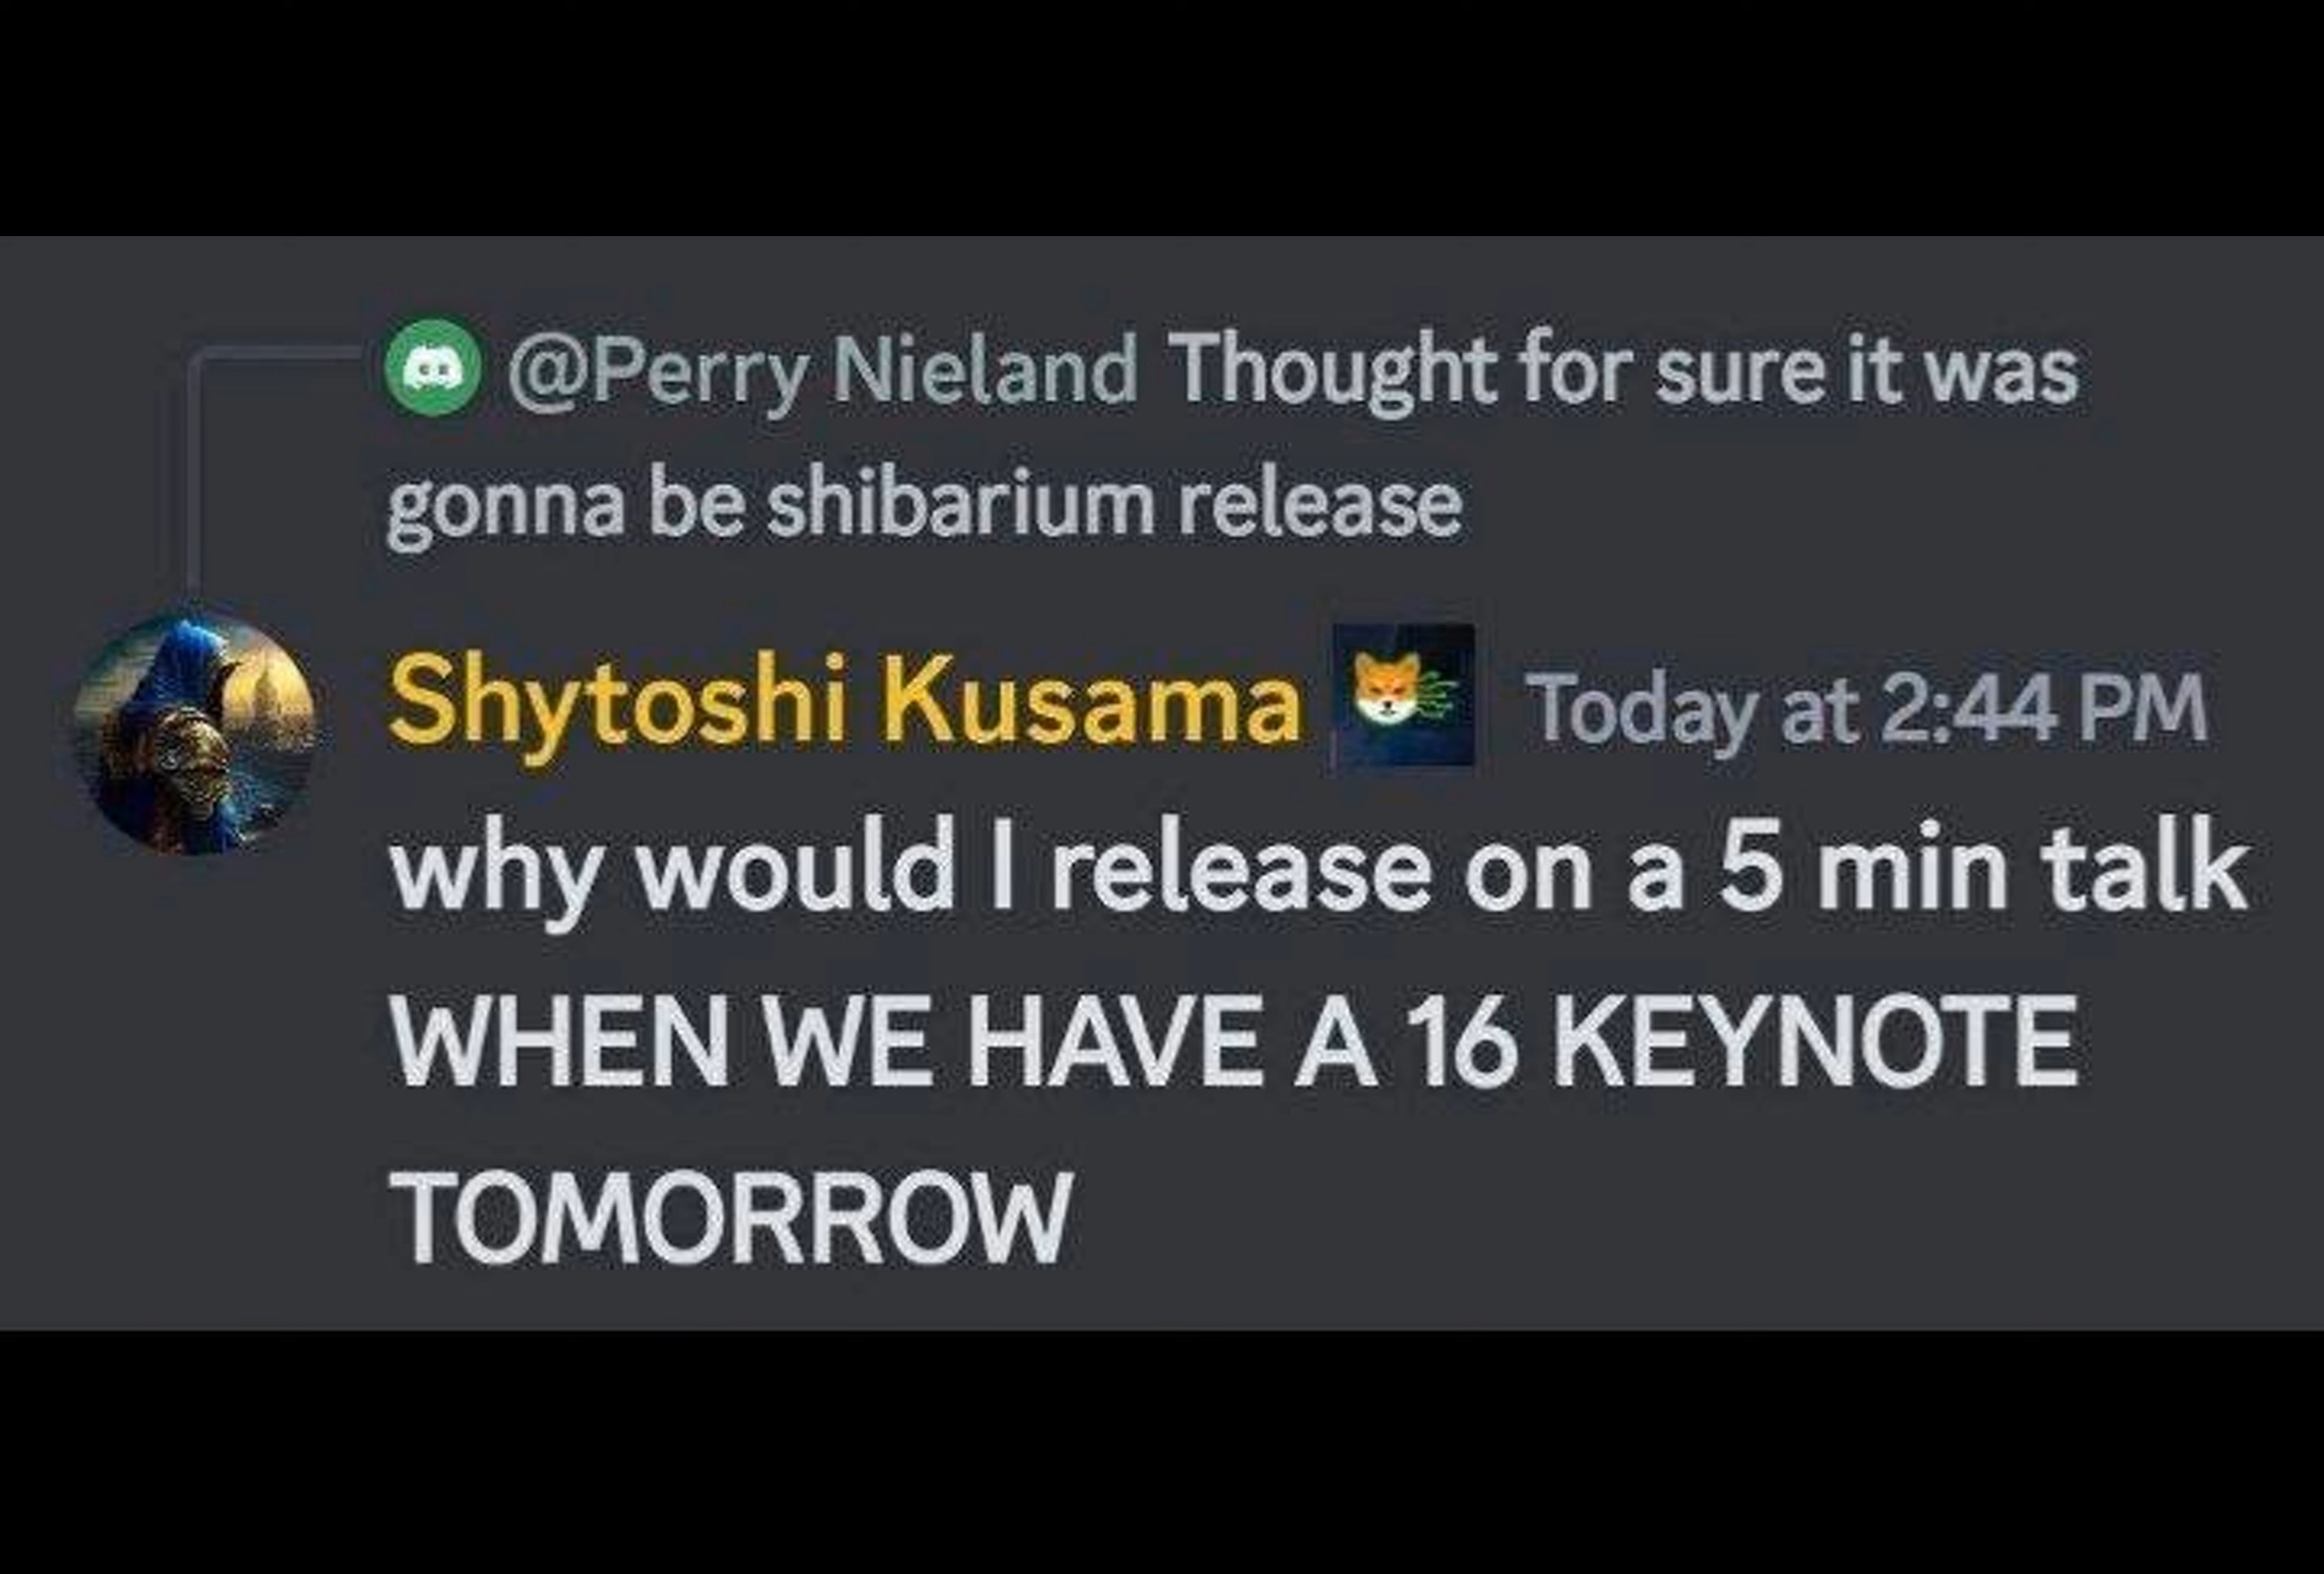 @Perry Nieland Thought for sure it was
gonna be shibarium release
Shytoshi Kusama Today at 2:44 PM
why would I release on a 5 min talk
WHEN WE HAVE A 16 KEYNOTE
TOMORROW